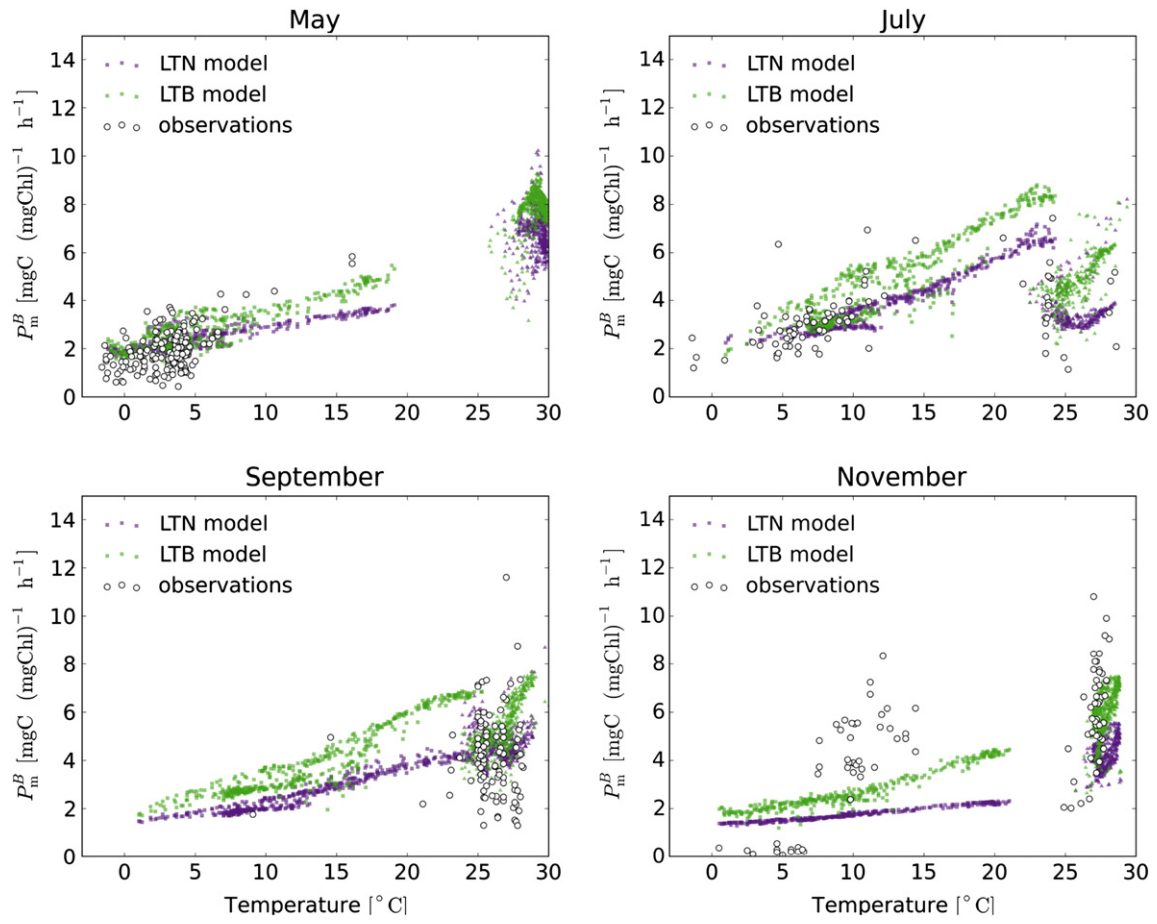 May
14
12
10
8
6
4
2
0
P_m^B [mgC (mgChl)^{-1} h^{-1}]
LTN model
LTB model
observations
0 5 10 15 20 25 30
July
14
12
10
8
6
4
2
0
P_m^B [mgC (mgChl)^{-1} h^{-1}]
LTN model
LTB model
observations
0 5 10 15 20 25 30
September
14
12
10
8
6
4
2
0
P_m^B [mgC (mgChl)^{-1} h^{-1}]
LTN model
LTB model
observations
0 5 10 15 20 25 30
Temperature [° C]
November
14
12
10
8
6
4
2
0
P_m^B [mgC (mgChl)^{-1} h^{-1}]
LTN model
LTB model
observations
0 5 10 15 20 25 30
Temperature [° C]